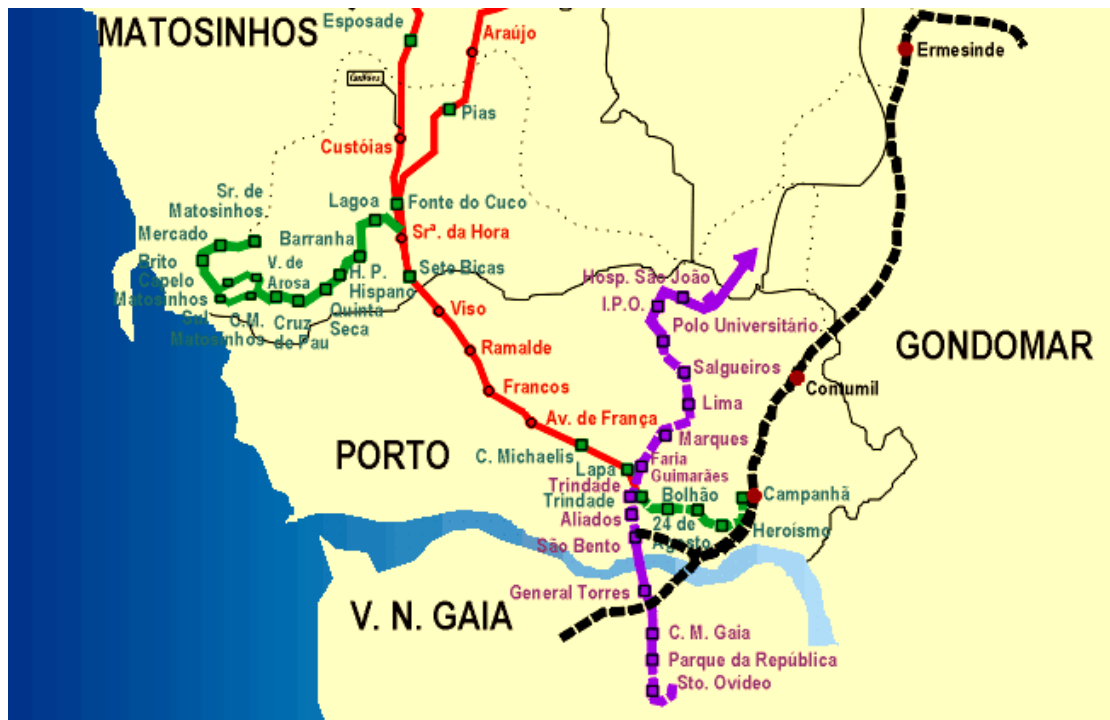 MATOSINHOS
Esposade
Araújo
Ermesinde
Pias
Custóias
Sr. de
Matosinhos
Lagoa
Fonte do Cuco
Mercado
Barranha
Srª. da Hora
Brito
Capelo
V. de
Arosa
H. P.
Hispano
Sete Bicas
Hosp. São João
Matosinhos
Sul
C.M.
Matosinhos
Cruz
de Pau
Quinta
Seca
Viso
I.P.O.
Polo Universitário
Ramalde
GONDOMAR
Salgueiros
Francos
Contumil
Lima
Av. de França
Marques
PORTO
C. Michaelis
Lapa
Faria
Guimarães
Trindade
Trindade
Bolhão
Campanhã
Aliados
24 de
Agosto
Heroísmo
São Bento
General Torres
V. N. GAIA
C. M. Gaia
Parque da República
Sto. Ovídeo